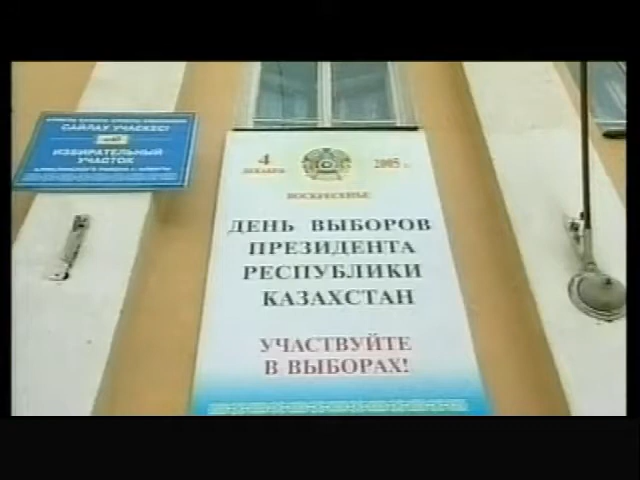 САЙЛАУ УЧАСКЕСІ
ИЗБИРАТЕЛЬНЫЙ
УЧАСТОК
4
ДЕКАБРЯ
2005 г.
ВОСКРЕСЕНЬЕ
ДЕНЬ ВЫБОРОВ
ПРЕЗИДЕНТА
РЕСПУБЛИКИ
КАЗАХСТАН
УЧАСТВУЙТЕ
В ВЫБОРАХ!